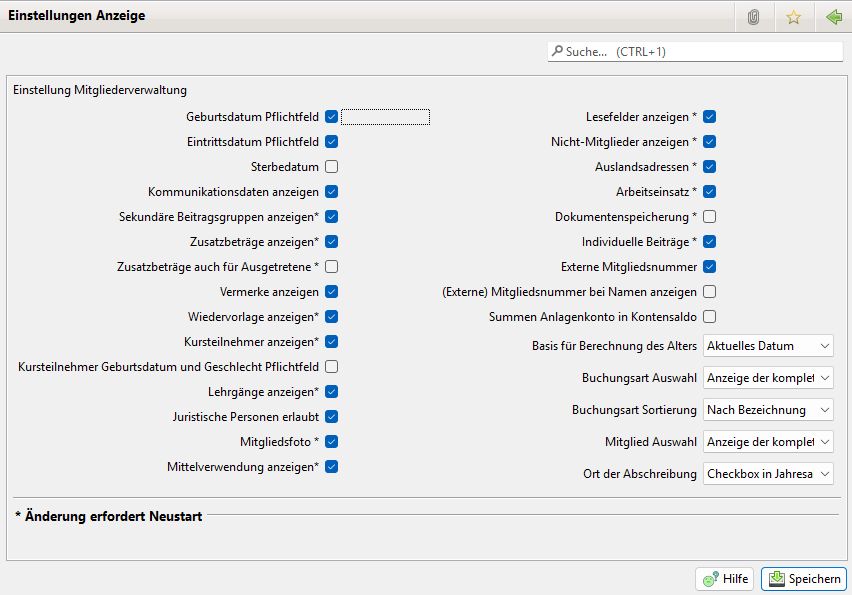 Einstellungen Anzeige
Suche... (CTRL+1)
Einstellung Mitgliederverwaltung
Geburtsdatum Pflichtfeld
Eintrittsdatum Pflichtfeld
Sterbedatum
Kommunikationsdaten anzeigen
Sekundäre Beitragsgruppen anzeigen*
Zusatzbeträge anzeigen*
Zusatzbeträge auch für Ausgetretene *
Vermerke anzeigen
Wiedervorlage anzeigen*
Kursteilnehmer anzeigen*
Kursteilnehmer Geburtsdatum und Geschlecht Pflichtfeld
Lehrgänge anzeigen*
Juristische Personen erlaubt
Mitgliedsfoto *
Mittelverwendung anzeigen*
Lesefelder anzeigen *
Nicht-Mitglieder anzeigen *
Auslandsadressen *
Arbeitseinsatz *
Dokumentenspeicherung *
Individuelle Beiträge *
Externe Mitgliedsnummer
(Externe) Mitgliedsnummer bei Namen anzeigen
Summen Anlagenkonto in Kontensaldo
Basis für Berechnung des Alters Aktuelles Datum
Buchungsart Auswahl Anzeige der komplet
Buchungsart Sortierung Nach Bezeichnung
Mitglied Auswahl Anzeige der komplet
Ort der Abschreibung Checkbox in Jahresa
* Änderung erfordert Neustart
Hilfe
Speichern